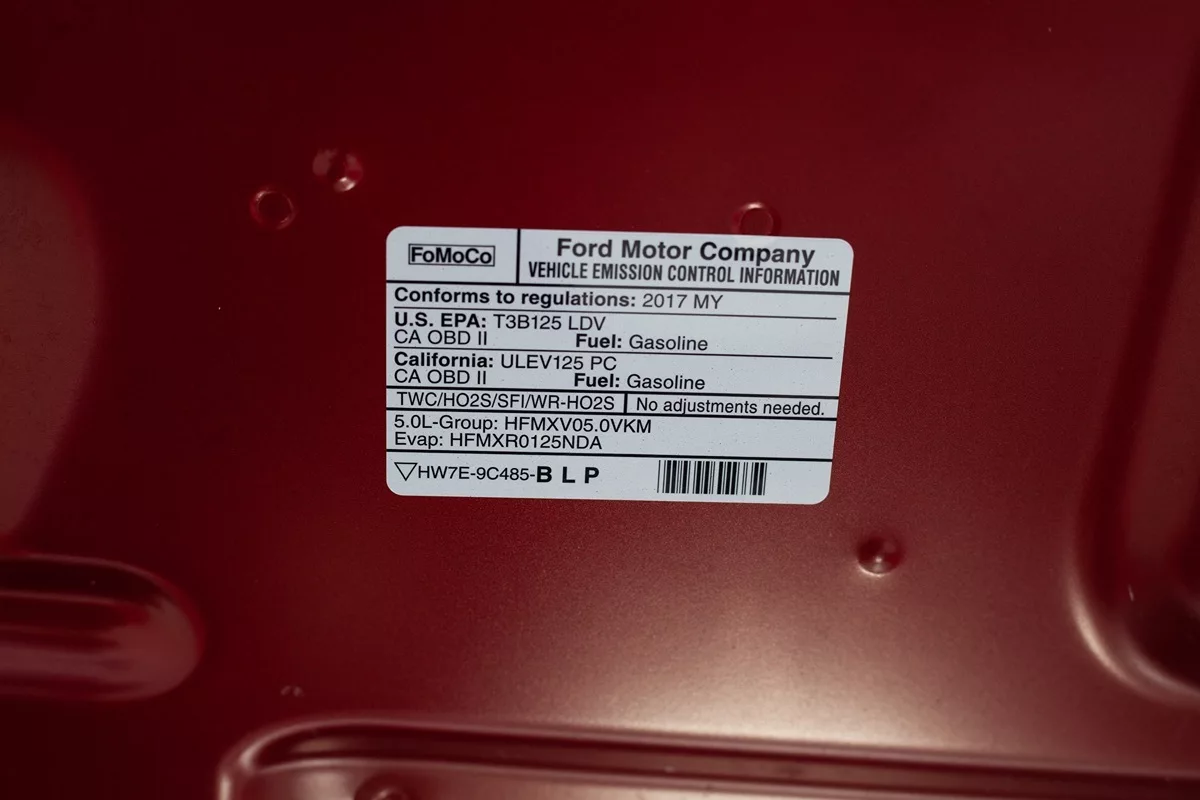 FoMoCo
Ford Motor Company
VEHICLE EMISSION CONTROL INFORMATION
Conforms to regulations: 2017 MY
U.S. EPA: T3B125 LDV
CA OBD II Fuel: Gasoline
California: ULEV125 PC
CA OBD II Fuel: Gasoline
TWC/HO2S/SFI/WR-HO2S No adjustments needed.
5.0L-Group: HFMXV05.0VKM
Evap: HFMXR0125NDA
HW7E-9C485-B L P